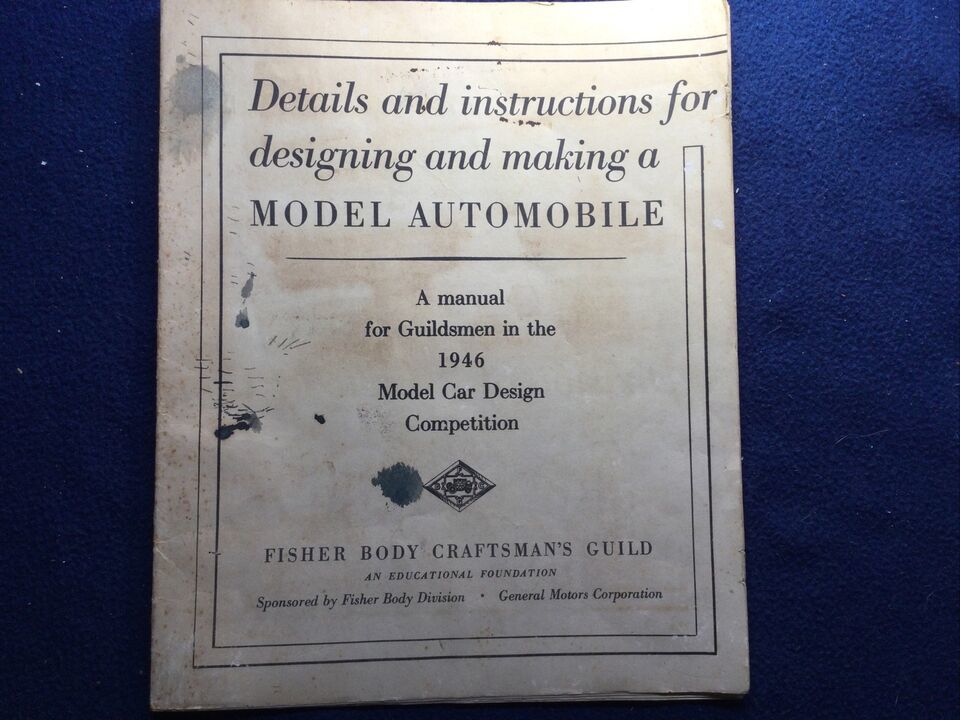 Details and instructions for
designing and making a
MODEL AUTOMOBILE
A manual
for Guildsmen in the
1946
Model Car Design
Competition
FISHER BODY CRAFTSMAN'S GUILD
AN EDUCATIONAL FOUNDATION
Sponsored by Fisher Body Division • General Motors Corporation